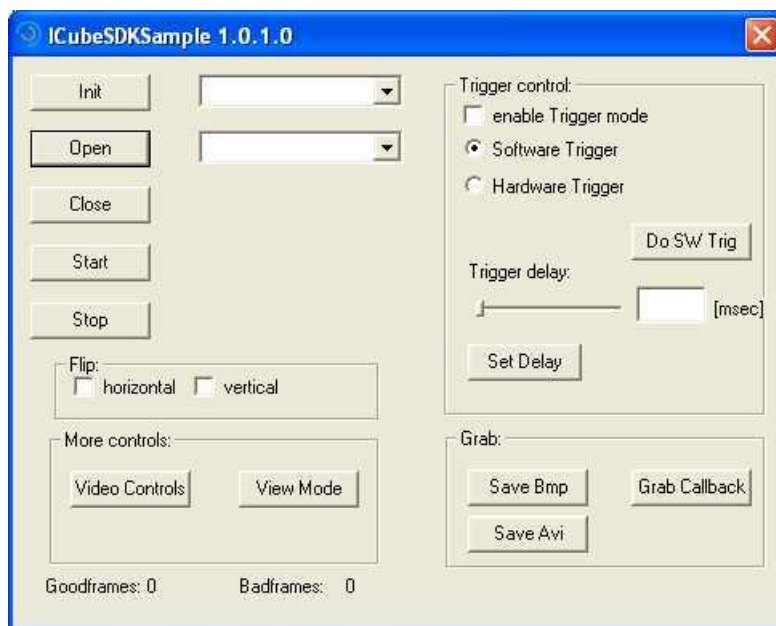 ICubeSDKSample 1.0.1.0
Init
Open
Close
Start
Stop
Flip:
horizontal
vertical
More controls:
Video Controls
View Mode
Goodframes: 0
Badframes: 0
Trigger control:
enable Trigger mode
Software Trigger
Hardware Trigger
Do SW Trig
Trigger delay:
[msec]
Set Delay
Grab:
Save Bmp
Grab Callback
Save Avi